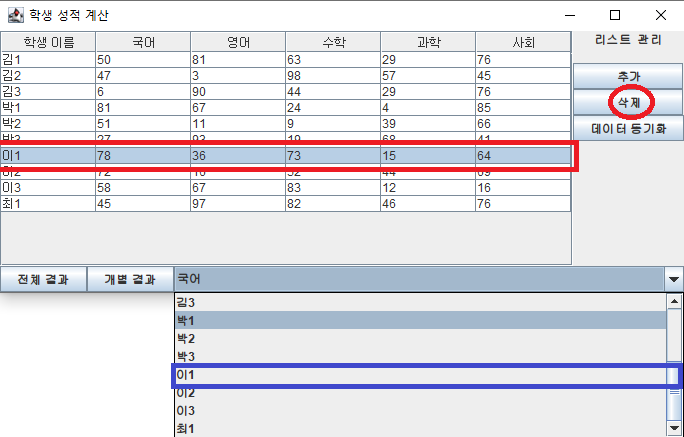 학생 성적 계산
학생 이름 국어 영어 수학 과학 사회
김1 50 81 63 29 76
김2 47 3 98 57 45
김3 6 90 44 29 76
박1 81 67 24 4 85
박2 51 11 9 39 66
박3 27 93 19 68 41
이1 78 36 73 15 64
이2 72 16 52 44 69
이3 58 67 83 12 16
최1 45 97 82 46 76
리스트 관리
추가
삭제
데이터 동기화
전체 결과 개별 결과 국어
김3
박1
박2
박3
이1
이2
이3
최1